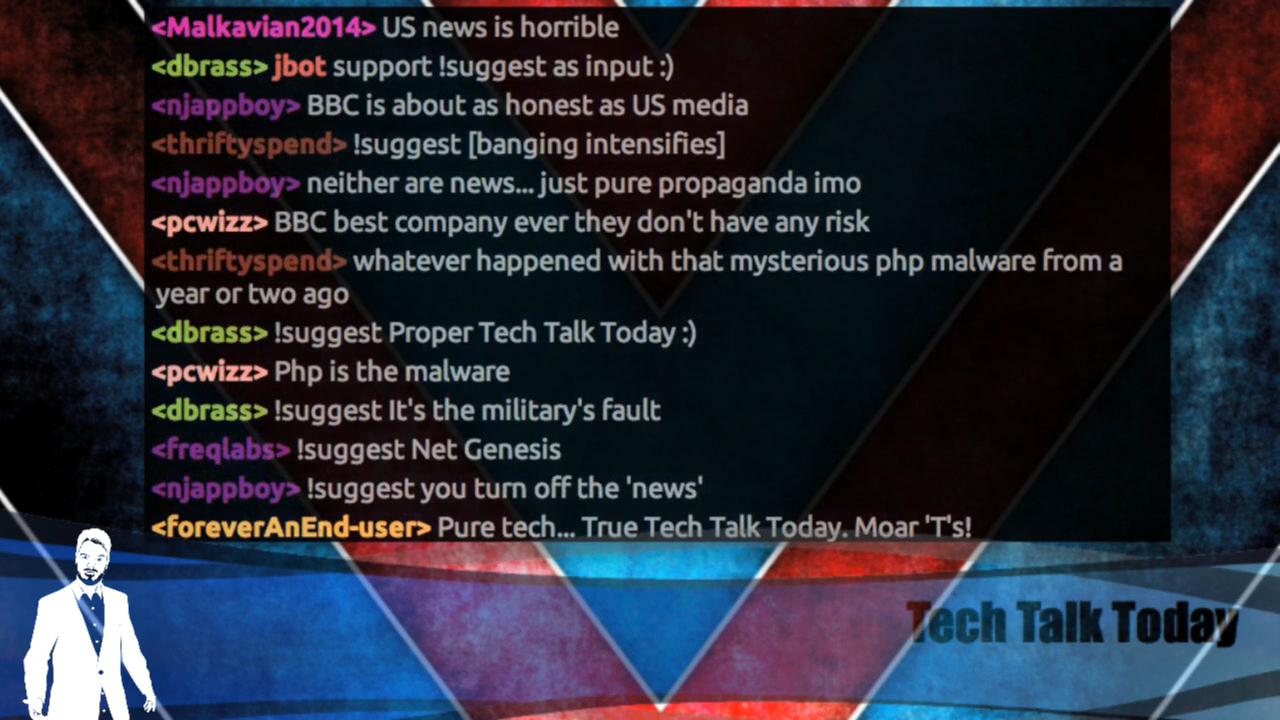 <Malkavian2014> US news is horrible
<dbrass> jbot support !suggest as input :)
<njappboy> BBC is about as honest as US media
<thriftyspend> !suggest [banging intensifies]
<njappboy> neither are news... just pure propaganda imo
<pcwizz> BBC best company ever they don't have any risk
<thriftyspend> whatever happened with that mysterious php malware from a
year or two ago
<dbrass> !suggest Proper Tech Talk Today :)
<pcwizz> Php is the malware
<dbrass> !suggest It's the military's fault
<freqlabs> !suggest Net Genesis
<njappboy> !suggest you turn off the 'news'
<foreverAnEnd-user> Pure tech... True Tech Talk Today. Moar 'T's!
Tech Talk Today